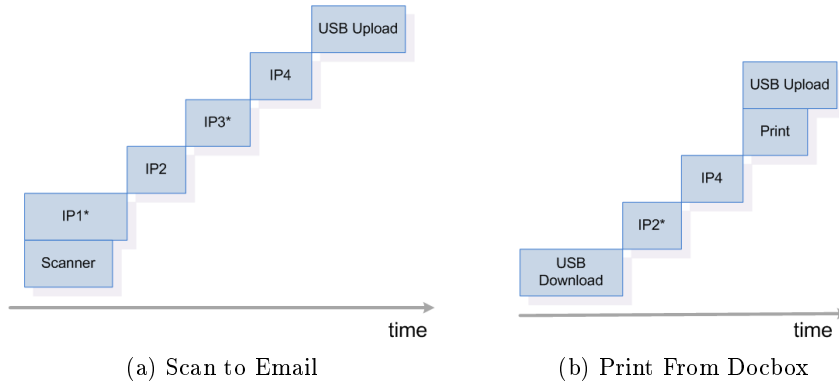 USB Upload
IP4
IP3*
IP2
IP1*
Scanner
time
(a) Scan to Email
USB Upload
Print
IP4
IP2*
USB
Download
time
(b) Print From Docbox